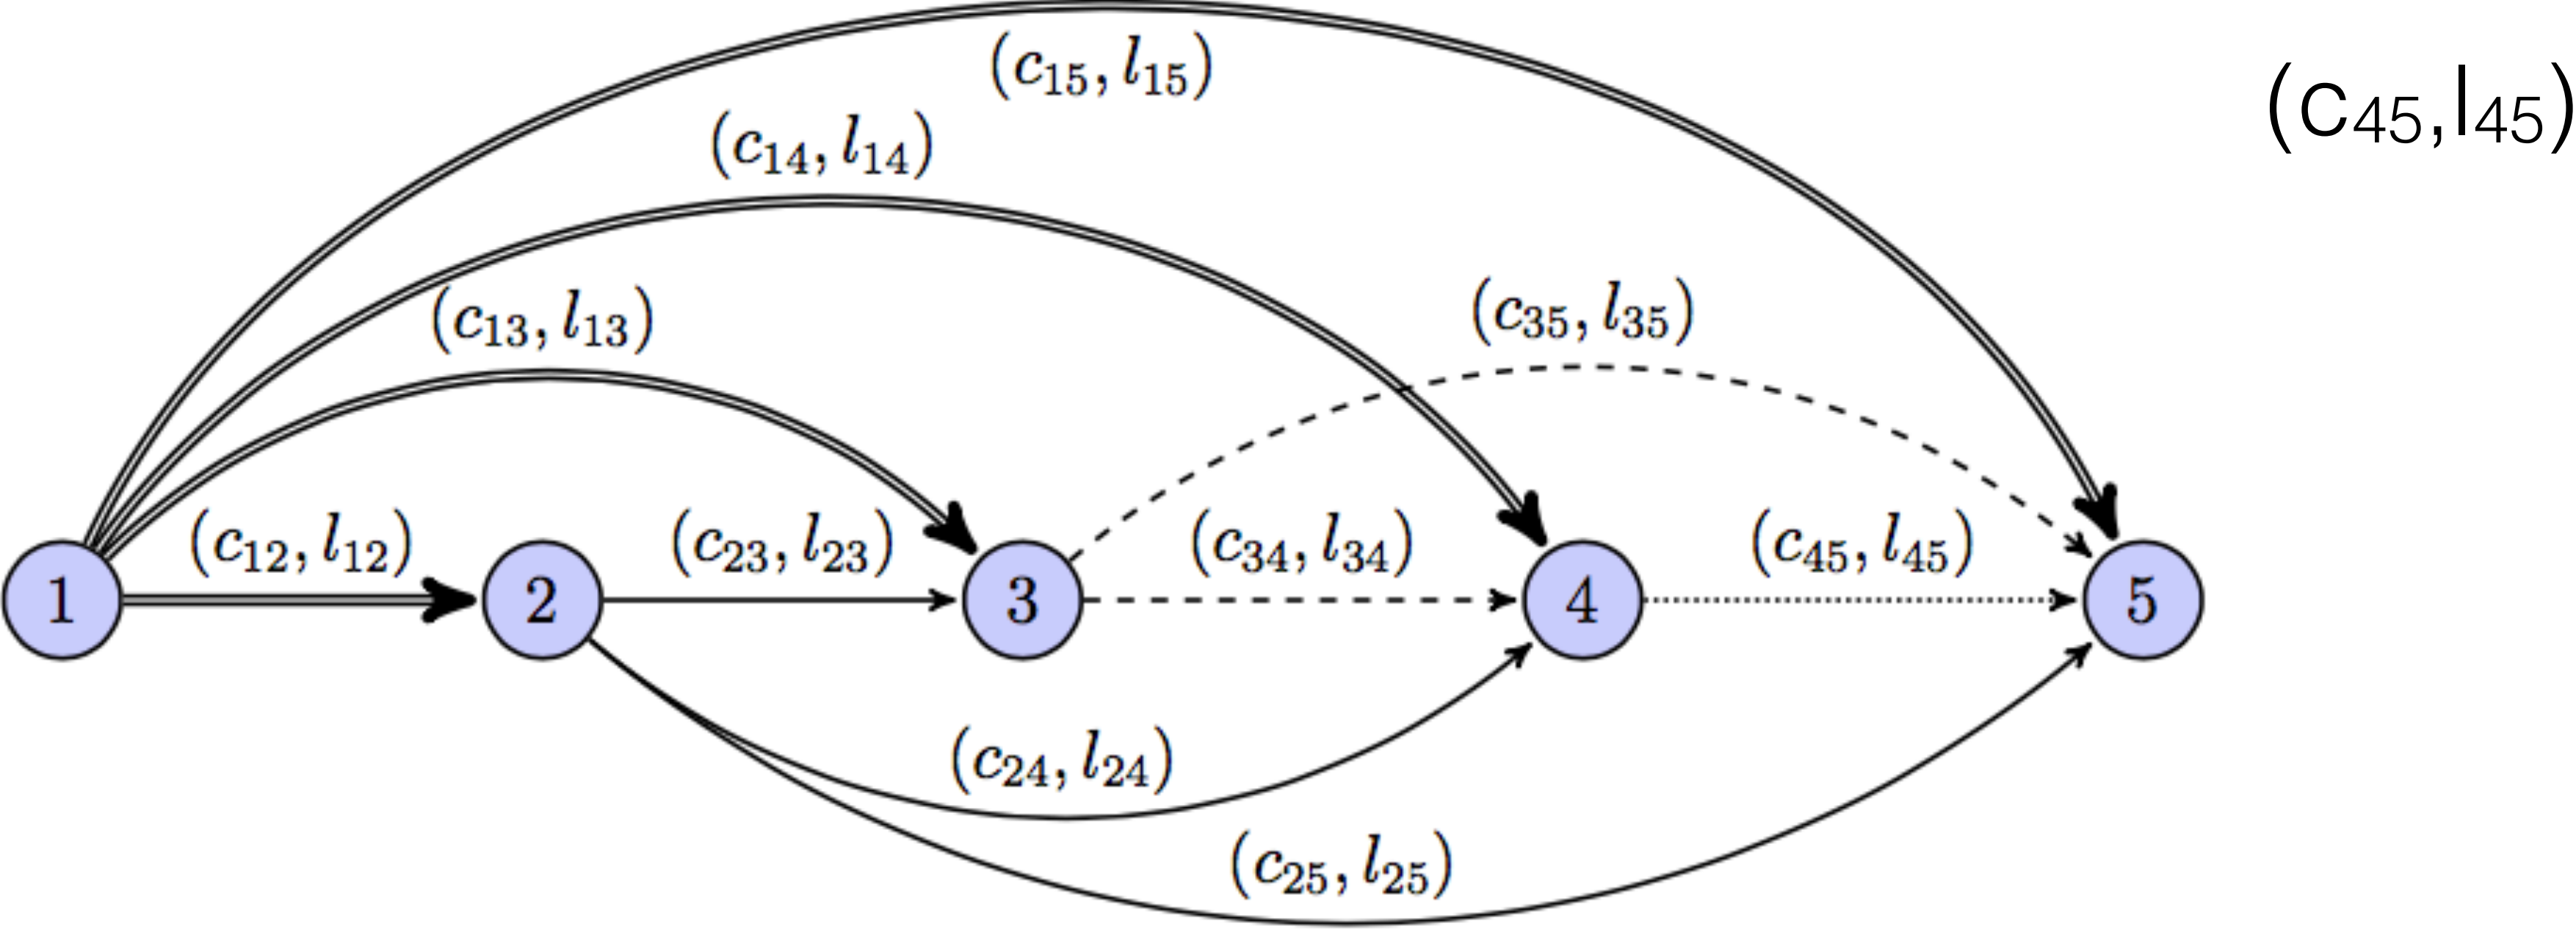 (c₁₅, l₁₅)
(c₄₅,l₄₅)
(c₁₄, l₁₄)
(c₁₃, l₁₃)
(c₃₅, l₃₅)
(c₁₂, l₁₂)
(c₂₃, l₂₃)
(c₃₄, l₃₄)
(c₄₅, l₄₅)
1
2
3
4
5
(c₂₄, l₂₄)
(c₂₅, l₂₅)